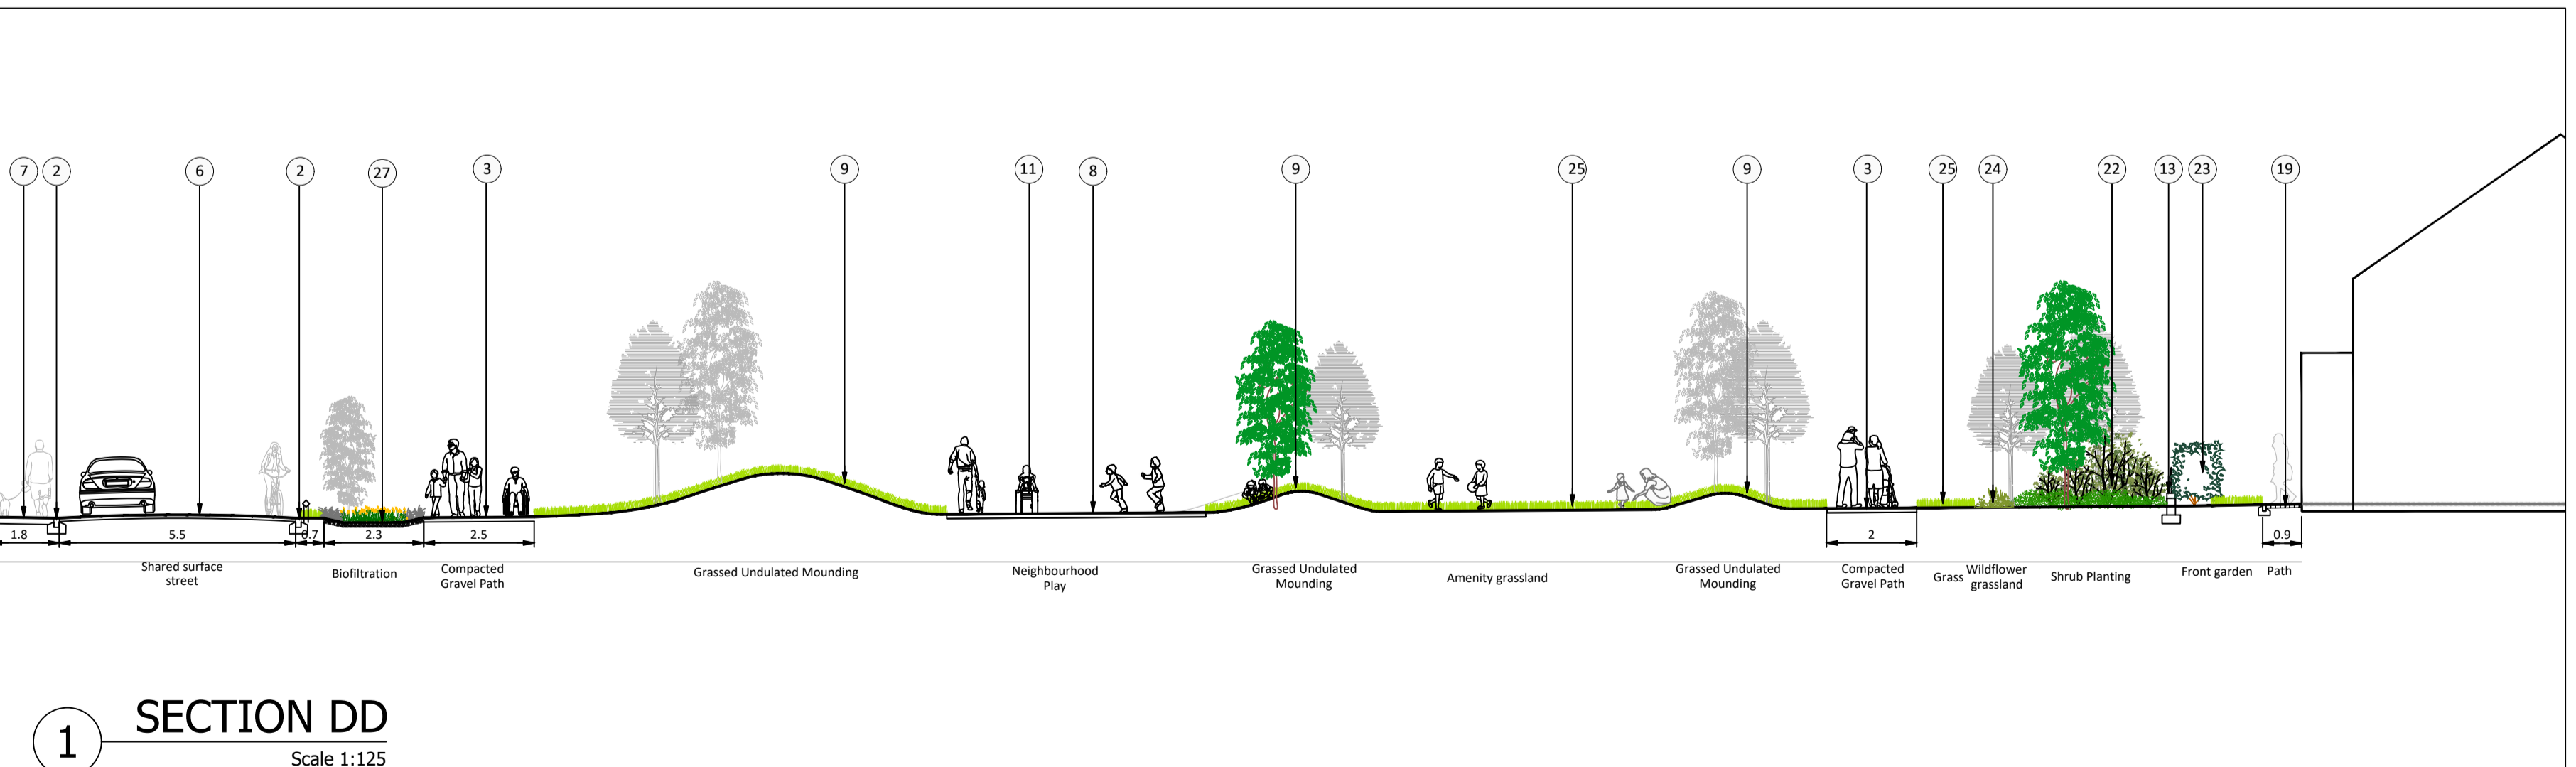 7 2 6 2 27 3 9 11 8 9 25 9 3 25 24 22 13 23 19
1.8 5.5 0.7 2.3 2.5 2 0.9
Shared surface
street
Biofiltration
Compacted
Gravel Path
Grassed Undulated Mounding
Neighbourhood
Play
Grassed Undulated
Mounding
Amenity grassland
Grassed Undulated
Mounding
Compacted
Gravel Path
Grass
Wildflower
grassland
Shrub Planting
Front garden
Path
1
SECTION DD
Scale 1:125